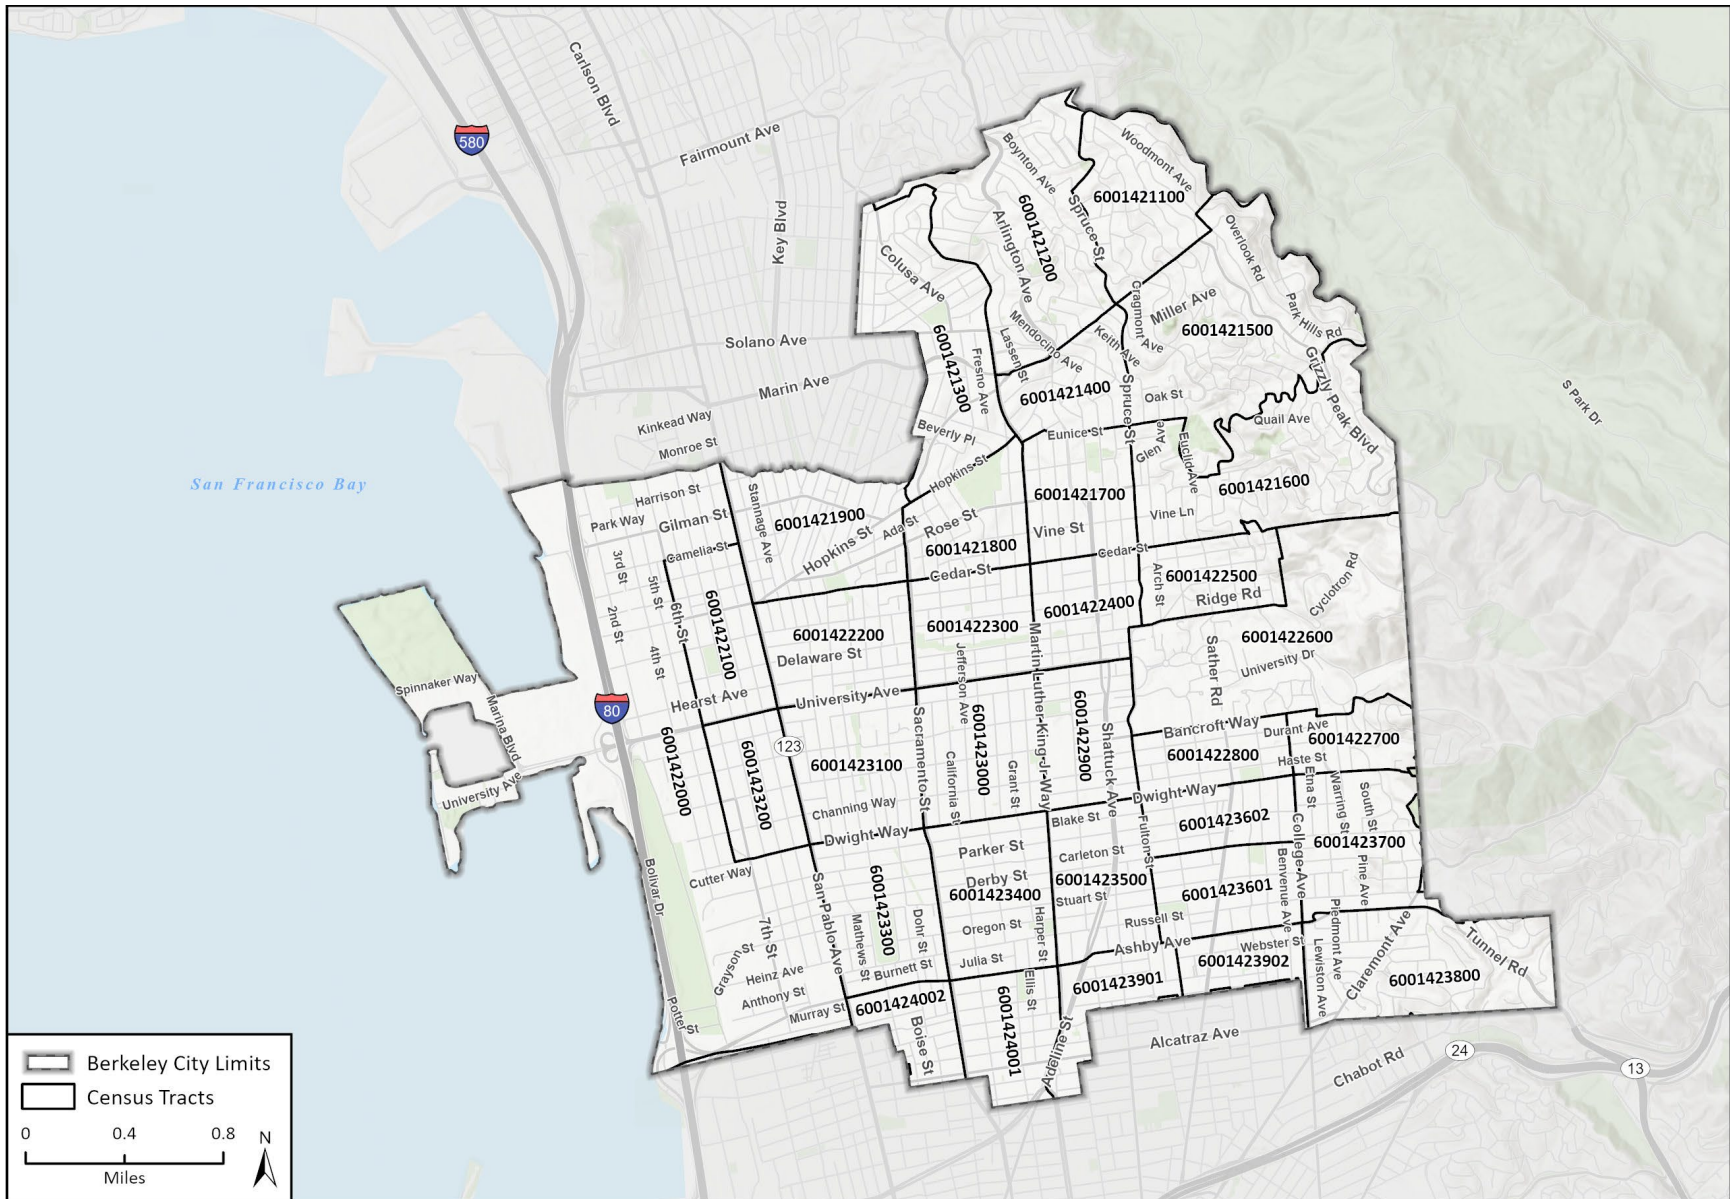 Carlson Blvd
580
Fairmount Ave
Key Blvd
Solano Ave
Marin Ave
Kinkead Way
Monroe St
San Francisco Bay
Boynton Ave
Woodmont Ave
6001421100
6001421200
Spruce St
Arlington Ave
Colusa Ave
Overlook Rd
Park Hills Rd
Gragmont Ave
Miller Ave
6001421500
Mendocino Ave
Keith Ave
Lassen St
Fresno Ave
6001421300
Grizzly Peak Blvd
S Park Dr
6001421400
Spruce St
Oak St
Quail Ave
Beverly Pl
Eunice St
Glen Ave
Euclid Ave
Hopkins St
6001421700
6001421600
Harrison St
Park Way
Gilman St
Stannage Ave
6001421900
Hopkins St
Ada St
Rose St
Vine St
Vine Ln
Camelia St
6001421800
Cedar St
Cedar St
3rd St
5th St
6th St
2nd St
4th St
6001422100
6001422200
Delaware St
6001422300
6001422400
Arch St
6001422500
Ridge Rd
Cyclotron Rd
6001422600
University Dr
Sather Rd
Spinnaker Way
Marina Blvd
Hearst Ave
University Ave
Jefferson Ave
Martin Luther King Jr Way
80
123
6001422000
6001423200
6001423100
Sacramento St
California St
6001423000
Grant St
6001422900
Shattuck Ave
Bancroft Way
Durant Ave
6001422700
6001422800
Haste St
University Ave
Channing Way
Dwight Way
Dwight Way
Blake St
Fulton St
6001423602
Etna St
Warring St
South St
College Ave
6001423700
Parker St
Carleton St
Derby St
6001423400
6001423500
Stuart St
6001423601
Benvenue Ave
Pine Ave
Cutter Way
Bolivar Dr
San Pablo Ave
6001423300
Mathews St
Dohr St
Oregon St
Harper St
Russell St
Piedmont Ave
7th St
Grayson St
Heinz Ave
Anthony St
Burnett St
Julia St
Ashby Ave
Webster St
6001423902
Lewiston Ave
Claremont Ave
Tunnel Rd
6001423800
Potter St
Murray St
6001424002
Boise St
6001424001
Ellis St
6001423901
Adeline St
Alcatraz Ave
Chabot Rd
24
13
Berkeley City Limits
Census Tracts
0 0.4 0.8
Miles
N